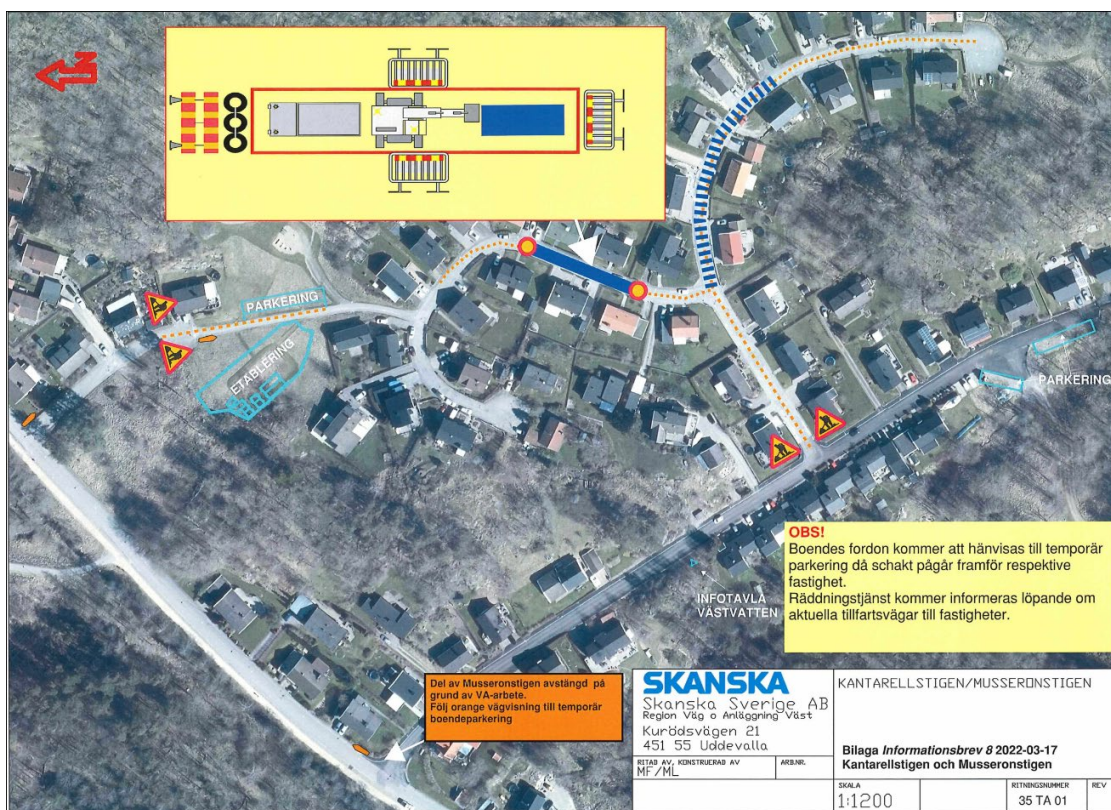 N
PARKERING
ETABLERING
PARKERING
INFOTAVLA
VÄSTVATTEN
OBS!
Boendes fordon kommer att hänvisas till temporär
parkering då schakt pågår framför respektive
fastighet.
Räddningstjänst kommer informeras löpande om
aktuella tillfartsvägar till fastigheter.
Del av Musseronstigen avstängd på
grund av VA-arbete.
Följ orange vägvisning till temporär
boendeparkering
SKANSKA
Skanska Sverige AB
Region Väg o Anläggning Väst
Kurödsvägen 21
451 55 Uddevalla
RITAD AV, KONSTRUERAD AV
MF/ML
ARB.NR.
KANTARELLSTIGEN/MUSSERONSTIGEN
Bilaga Informationsbrev 8 2022-03-17
Kantarellstigen och Musseronstigen
SKALA
1:1200
RITNINGSNUMMER
35 TA 01
REV